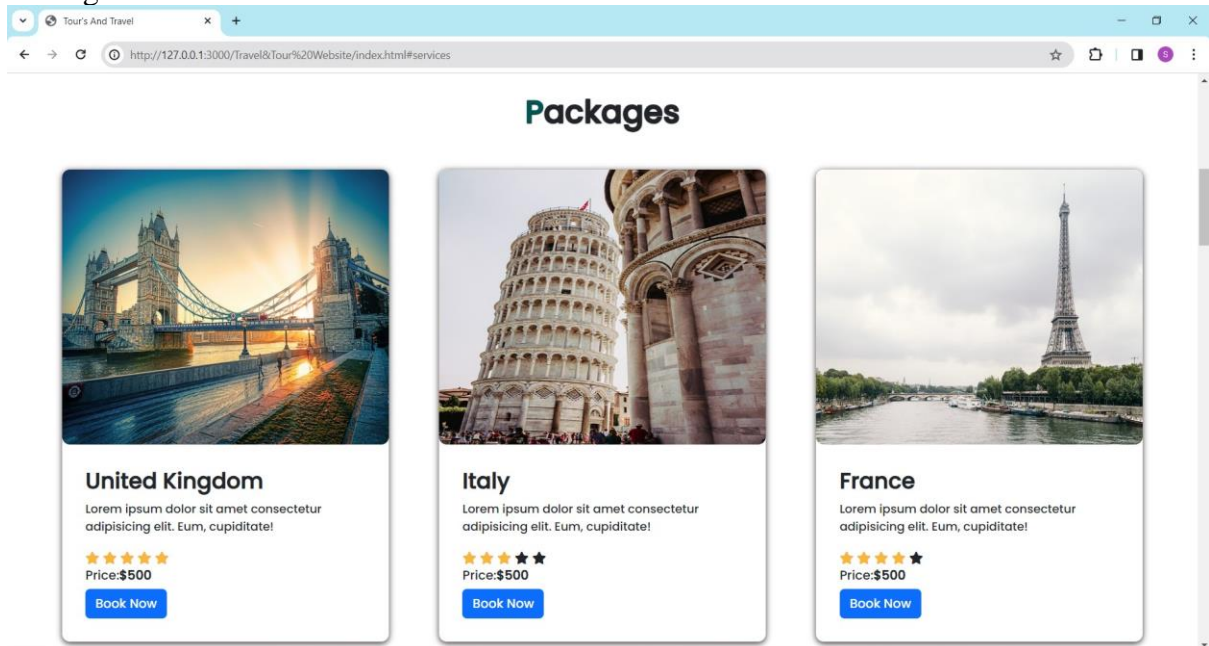 Tour's And Travel
http://127.0.0.1:3000/Travel&Tour%20Website/index.html#services
S
Packages
United Kingdom
Lorem ipsum dolor sit amet consectetur
adipisicing elit. Eum, cupiditate!
Price:$500
Book Now
Italy
Lorem ipsum dolor sit amet consectetur
adipisicing elit. Eum, cupiditate!
Price:$500
Book Now
France
Lorem ipsum dolor sit amet consectetur
adipisicing elit. Eum, cupiditate!
Price:$500
Book Now